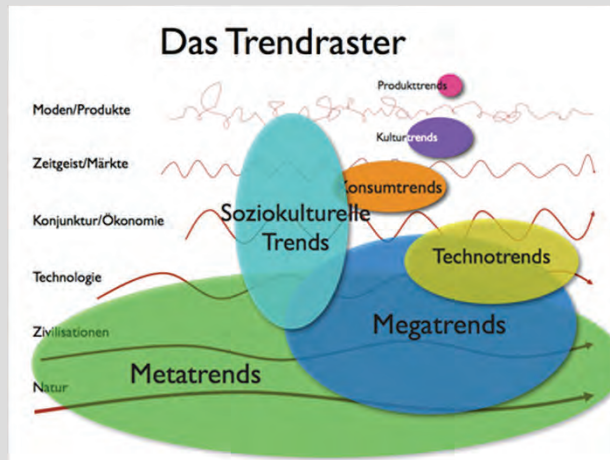 Das Trendraster
Produkttrends
Moden/Produkte
Kulturtrends
Zeitgeist/Märkte
Konsumtrends
Soziokulturelle
Trends
Konjunktur/Ökonomie
Technotrends
Technologie
Megatrends
Zivilisationen
Metatrends
Natur